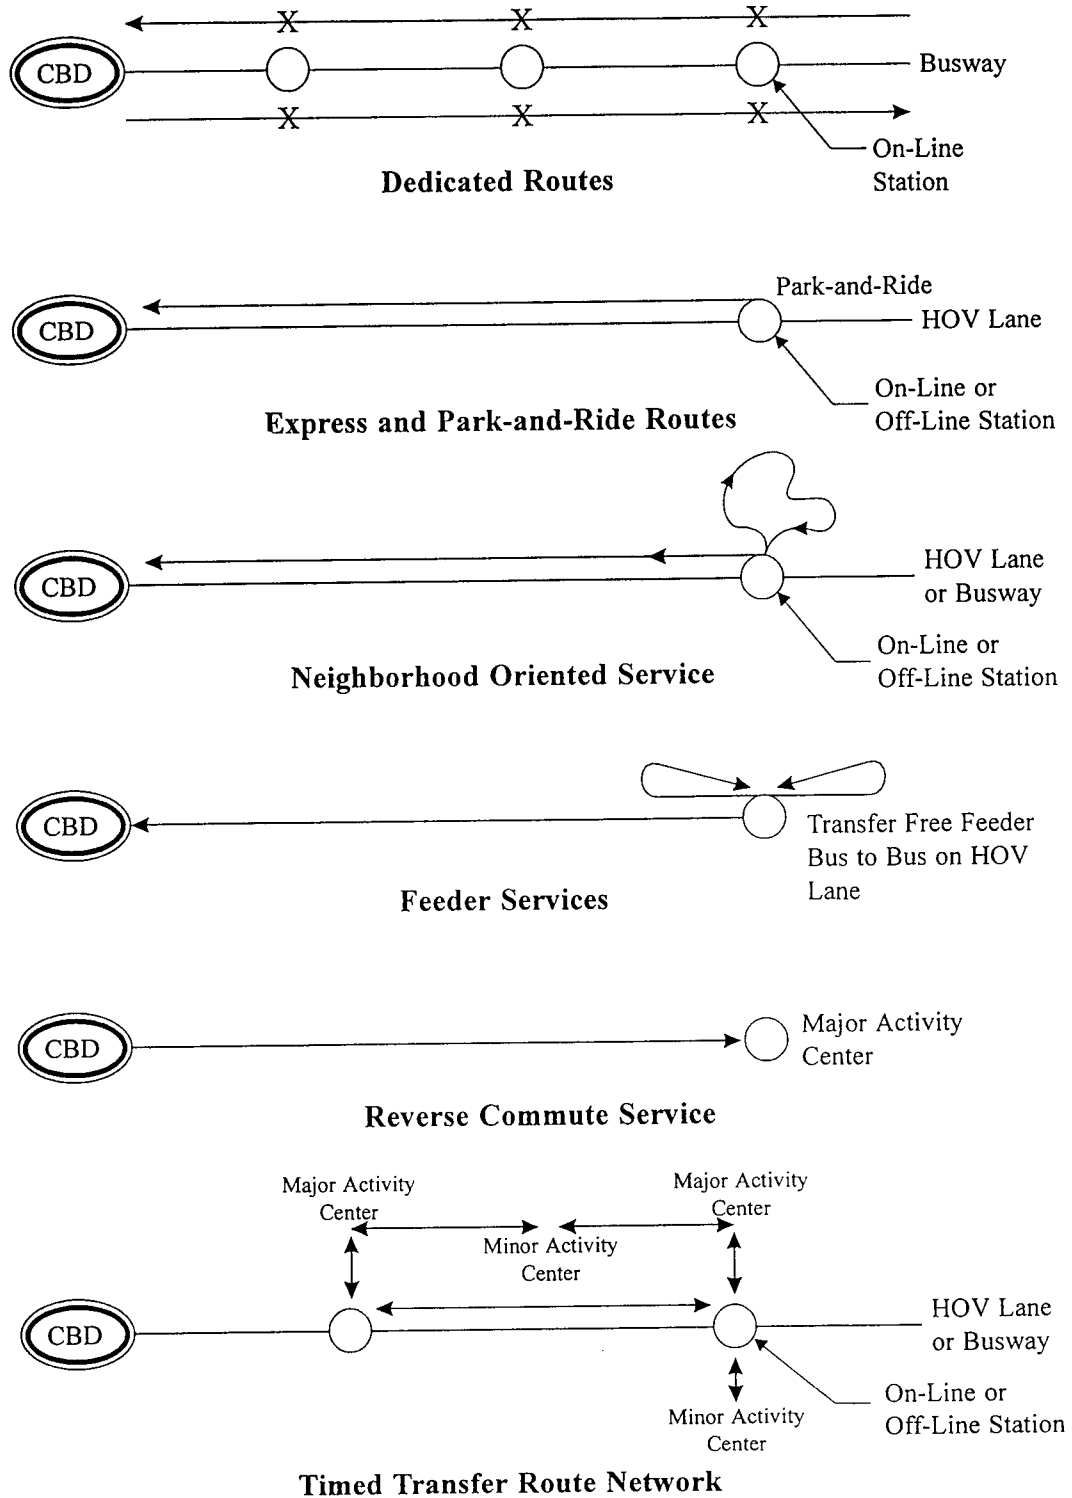 X X X
CBD
Busway
X X X
On-Line
Station
Dedicated Routes
Park-and-Ride
CBD
HOV Lane
On-Line or
Off-Line Station
Express and Park-and-Ride Routes
CBD
HOV Lane
or Busway
On-Line or
Off-Line Station
Neighborhood Oriented Service
CBD
Transfer Free Feeder
Bus to Bus on HOV
Lane
Feeder Services
CBD
Major Activity
Center
Reverse Commute Service
Major Activity
Center
Major Activity
Center
Minor Activity
Center
CBD
HOV Lane
or Busway
On-Line or
Off-Line Station
Minor Activity
Center
Timed Transfer Route Network